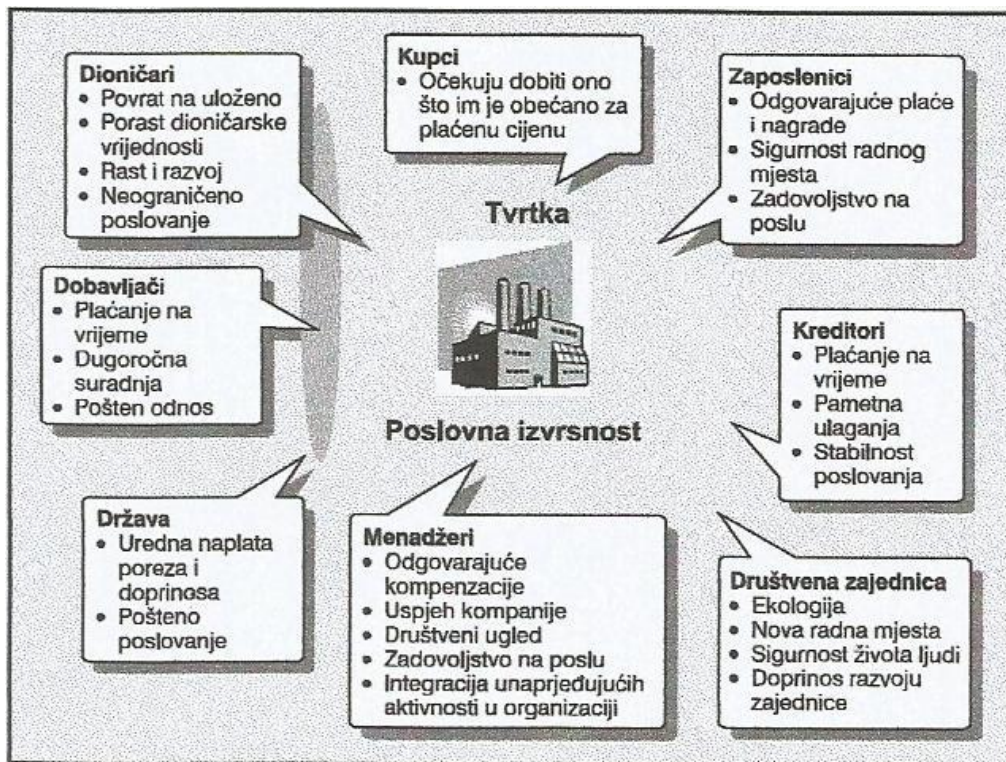 Dioničari
• Povrat na uloženo
• Porast dioničarske
vrijednosti
• Rast i razvoj
• Neograničeno
poslovanje
Kupci
• Očekuju dobiti ono
što im je obećano za
plaćenu cijenu
Zaposlenici
• Odgovarajuće plaće
i nagrade
• Sigurnost radnog
mjesta
• Zadovoljstvo na
poslu
Tvrtka
Dobavljači
• Plaćanje na
vrijeme
• Dugoročna
suradnja
• Pošten odnos
Kreditori
• Plaćanje na
vrijeme
• Pametna
ulaganja
• Stabilnost
poslovanja
Poslovna izvrsnost
Država
• Uredna naplata
poreza i
doprinosa
• Pošteno
poslovanje
Menadžeri
• Odgovarajuće
kompenzacije
• Uspjeh kompanije
• Društveni ugled
• Zadovoljstvo na poslu
• Integracija unaprjeđujućih
aktivnosti u organizaciji
Društvena zajednica
• Ekologija
• Nova radna mjesta
• Sigurnost života ljudi
• Doprinos razvoju
zajednice